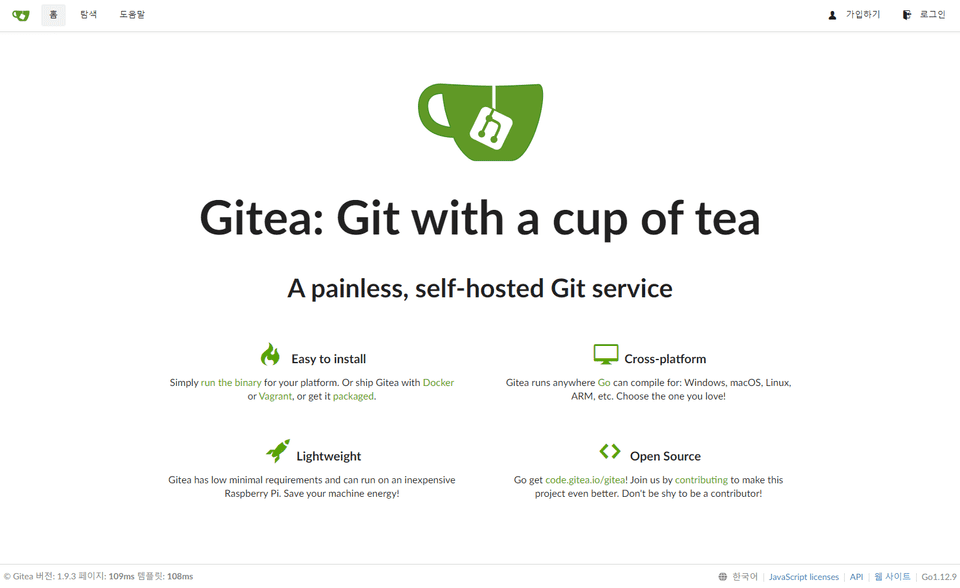 홈 탐색 도움말 가입하기 로그인
Gitea: Git with a cup of tea
A painless, self-hosted Git service
Easy to install
Simply run the binary for your platform. Or ship Gitea with Docker
or Vagrant, or get it packaged.
Cross-platform
Gitea runs anywhere Go can compile for: Windows, macOS, Linux,
ARM, etc. Choose the one you love!
Lightweight
Gitea has low minimal requirements and can run on an inexpensive
Raspberry Pi. Save your machine energy!
Open Source
Go get code.gitea.io/gitea! Join us by contributing to make this
project even better. Don't be shy to be a contributor!
© Gitea 버전: 1.9.3 페이지: 109ms 템플릿: 108ms 한국어 JavaScript licenses API 웹 사이트 Go1.12.9